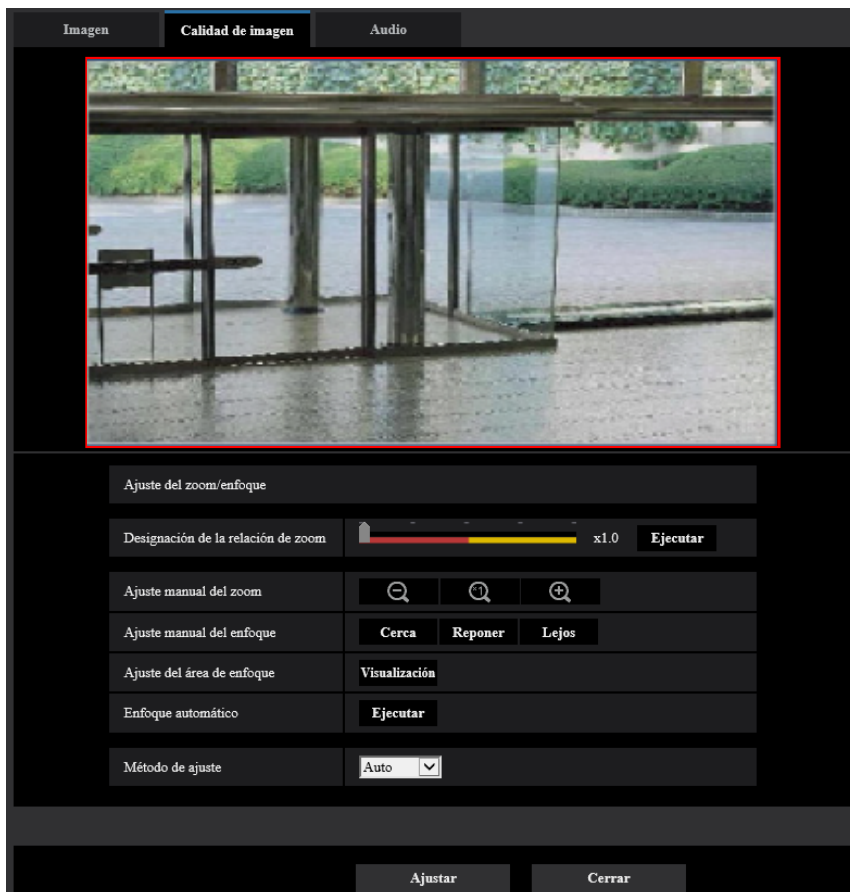 Imagen Calidad de imagen Audio
Ajuste del zoom/enfoque
Designación de la relación de zoom x1.0 Ejecutar
Ajuste manual del zoom ×1
Ajuste manual del enfoque Cerca Reponer Lejos
Ajuste del área de enfoque Visualización
Enfoque automático Ejecutar
Método de ajuste Auto
Ajustar Cerrar